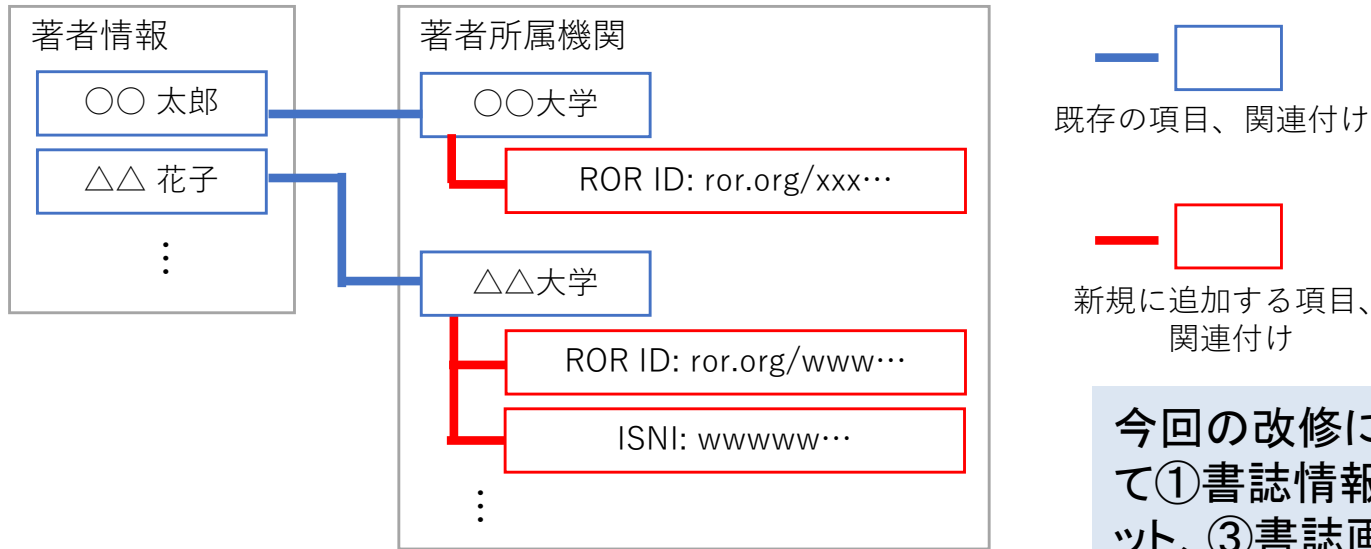 著者情報
○○ 太郎
△△ 花子
⋮
著者所属機関
○○大学
ROR ID: ror.org/xxx…
△△大学
ROR ID: ror.org/www…
ISNI: wwwww…
⋮
既存の項目、関連付け
新規に追加する項目、
関連付け
今回の改修に
て①書誌情報
ット、③書誌画